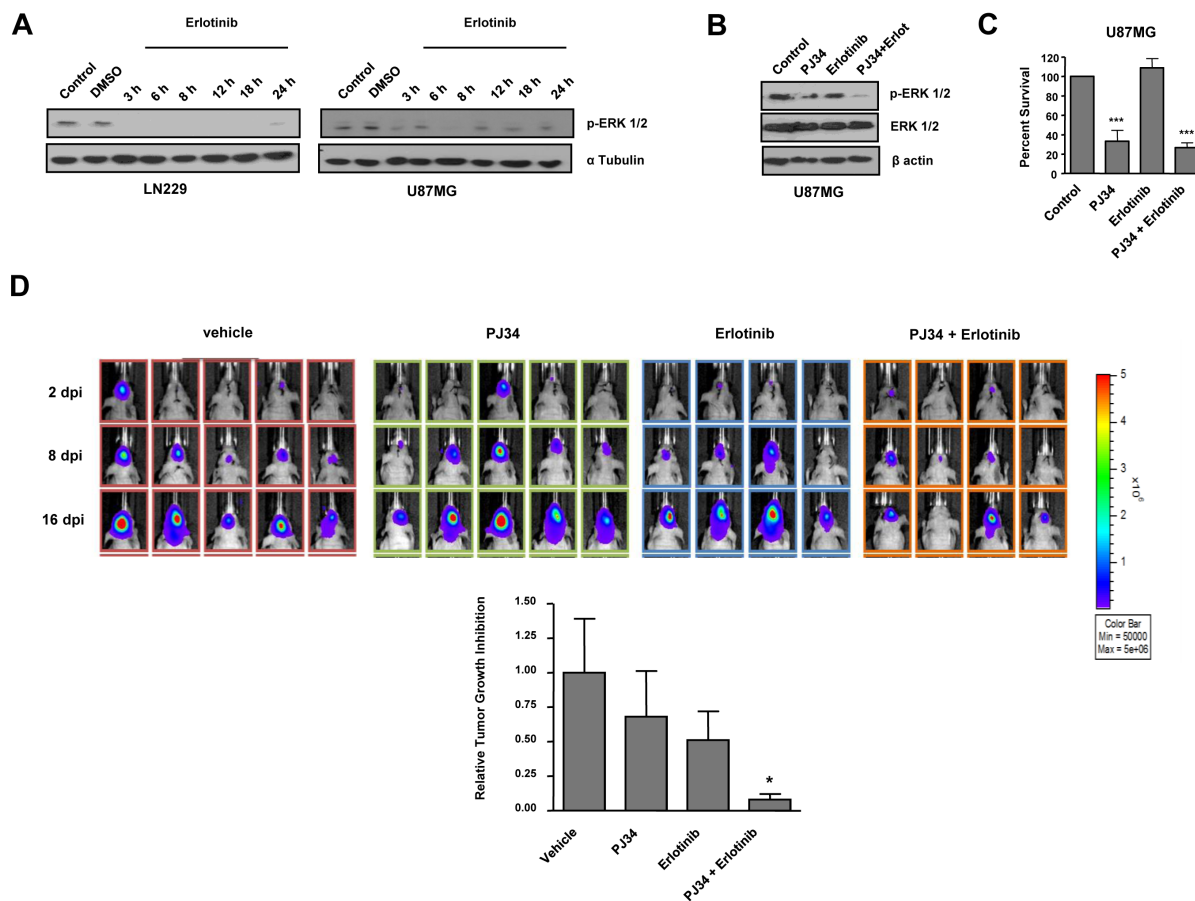 A
Erlotinib
Erlotinib
Control
DMSO
3 h
6 h
8 h
12 h
18 h
24 h
Control
DMSO
3 h
6 h
8 h
12 h
18 h
24 h
p-ERK 1/2
α Tubulin
LN229
U87MG
B
Control
PJ34
Erlotinib
PJ34+Erlot
p-ERK 1/2
ERK 1/2
β actin
U87MG
C
U87MG
Percent Survival
120
100
80
60
40
20
0
***
***
Control
PJ34
Erlotinib
PJ34 + Erlotinib
D
vehicle
PJ34
Erlotinib
PJ34 + Erlotinib
2 dpi
8 dpi
16 dpi
5
4
3
2
1
×10⁶
Color Bar
Min = 50000
Max = 5e+06
Relative Tumor Growth Inhibition
1.50
1.25
1.00
0.75
0.50
0.25
0.00
*
Vehicle
PJ34
Erlotinib
PJ34 + Erlotinib